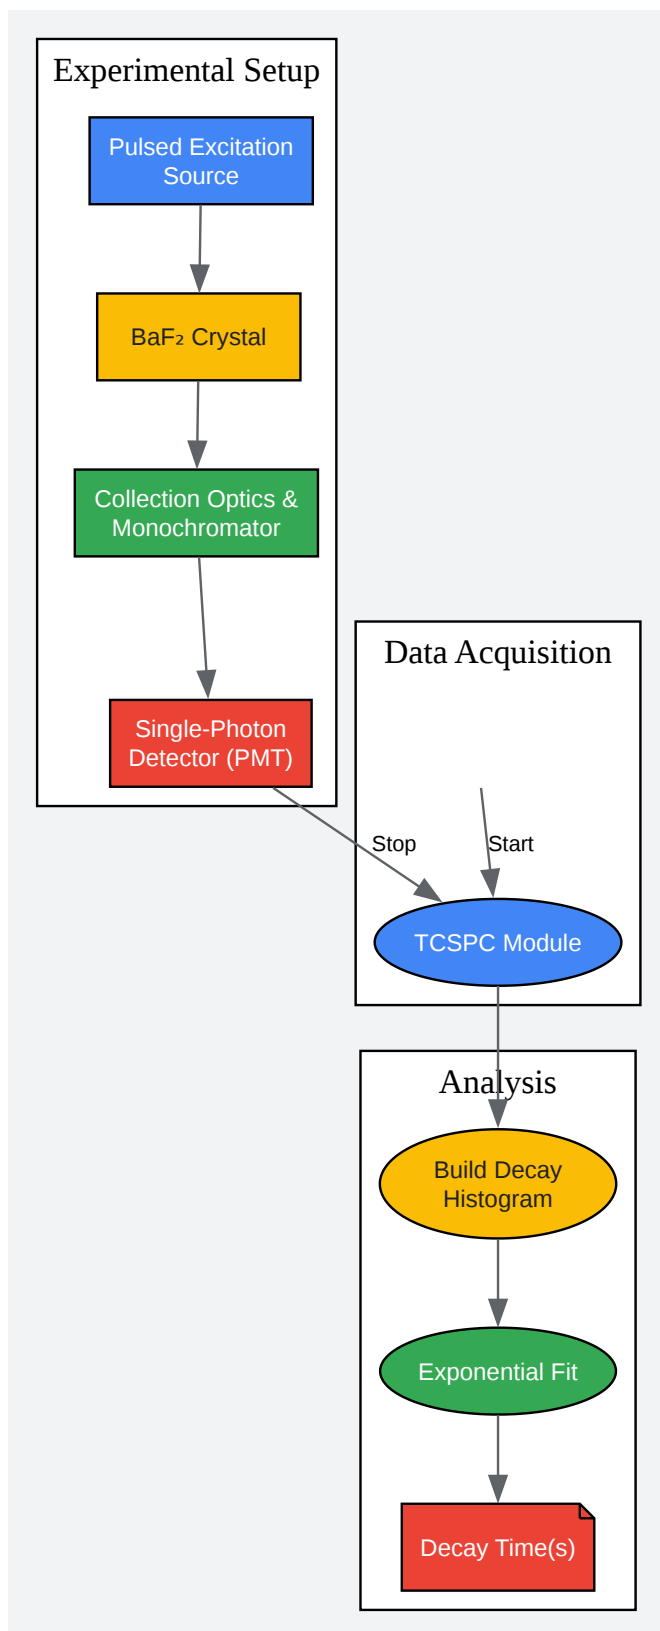 Experimental Setup
Pulsed Excitation
Source
BaF₂ Crystal
Collection Optics &
Monochromator
Single-Photon
Detector (PMT)
Data Acquisition
Stop
Start
TCSPC Module
Analysis
Build Decay
Histogram
Exponential Fit
Decay Time(s)